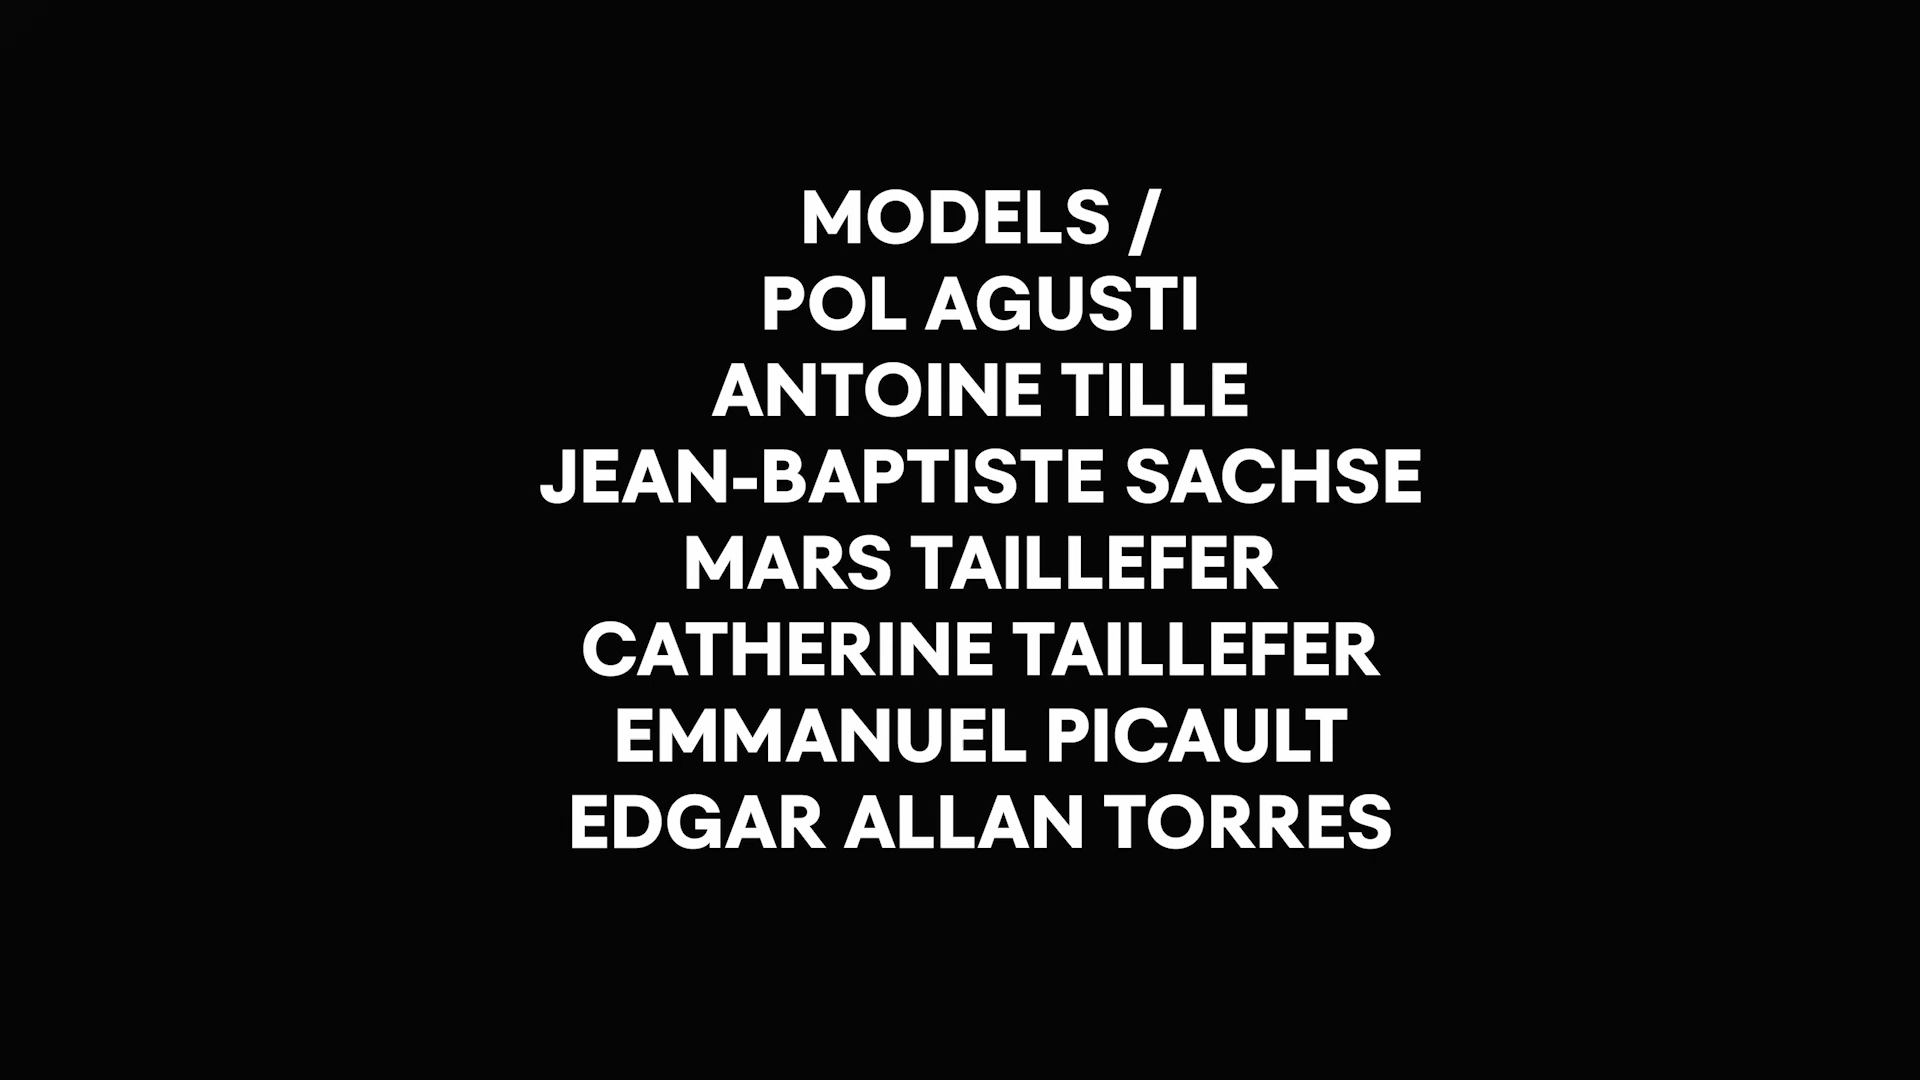 MODELS /
POL AGUSTI
ANTOINE TILLE
JEAN-BAPTISTE SACHSE
MARS TAILLEFER
CATHERINE TAILLEFER
EMMANUEL PICAULT
EDGAR ALLAN TORRES